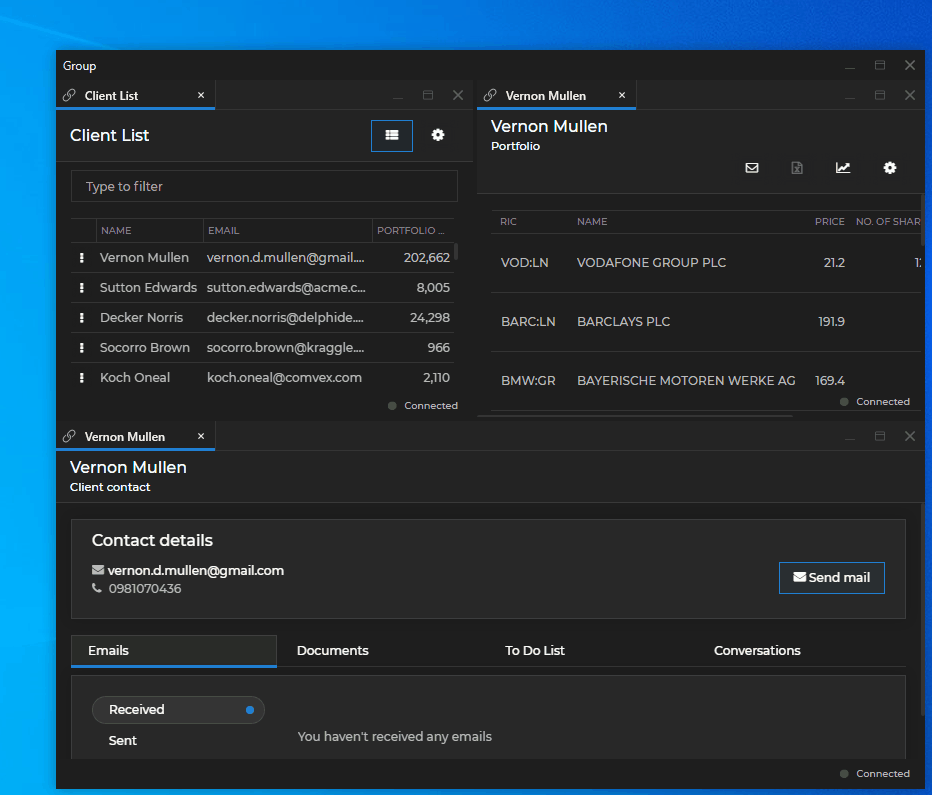 Group
Client List
Client List
Type to filter
NAME EMAIL PORTFOLIO ...
Vernon Mullen vernon.d.mullen@gmail.... 202,662
Sutton Edwards sutton.edwards@acme.c... 8,005
Decker Norris decker.norris@delphide.... 24,298
Socorro Brown socorro.brown@kraggle.... 966
Koch Oneal koch.oneal@comvex.com 2,110
Connected
Vernon Mullen
Vernon Mullen
Portfolio
RIC NAME PRICE NO. OF SHAR
VOD:LN VODAFONE GROUP PLC 21.2
BARC:LN BARCLAYS PLC 191.9
BMW:GR BAYERISCHE MOTOREN WERKE AG 169.4
Connected
Vernon Mullen
Vernon Mullen
Client contact
Contact details
vernon.d.mullen@gmail.com
0981070436
Send mail
Emails Documents To Do List Conversations
Received
Sent
You haven't received any emails
Connected